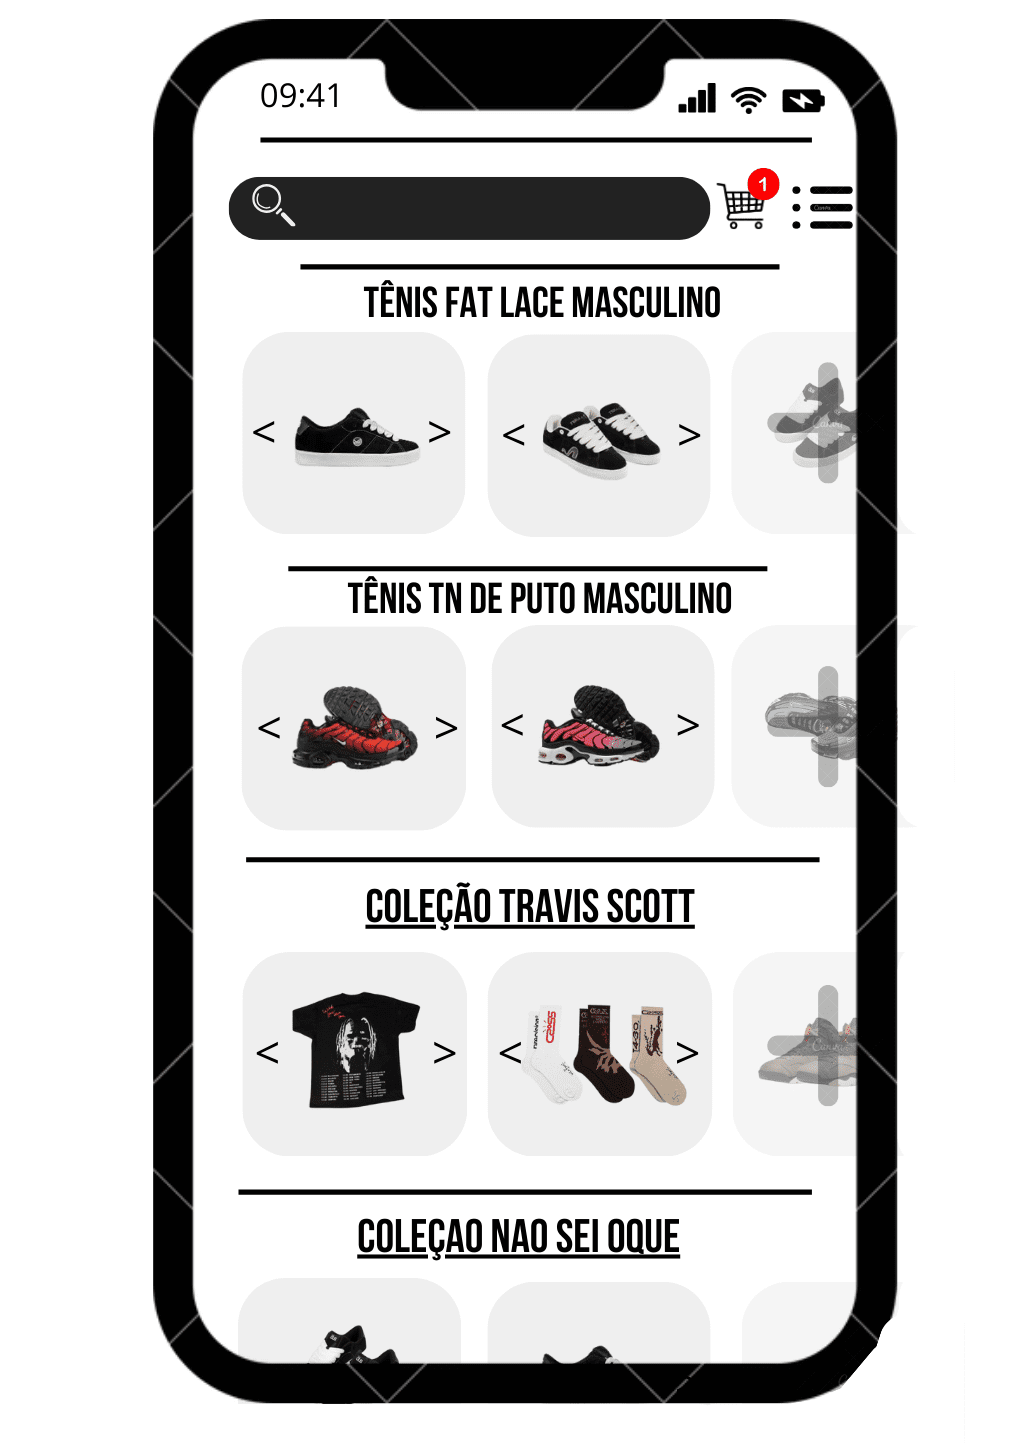 09:41
1
TÊNIS FAT LACE MASCULINO
< > < >
TÊNIS TN DE PUTO MASCULINO
< > < >
COLEÇÃO TRAVIS SCOTT
< > < >
COLEÇAO NAO SEI OQUE